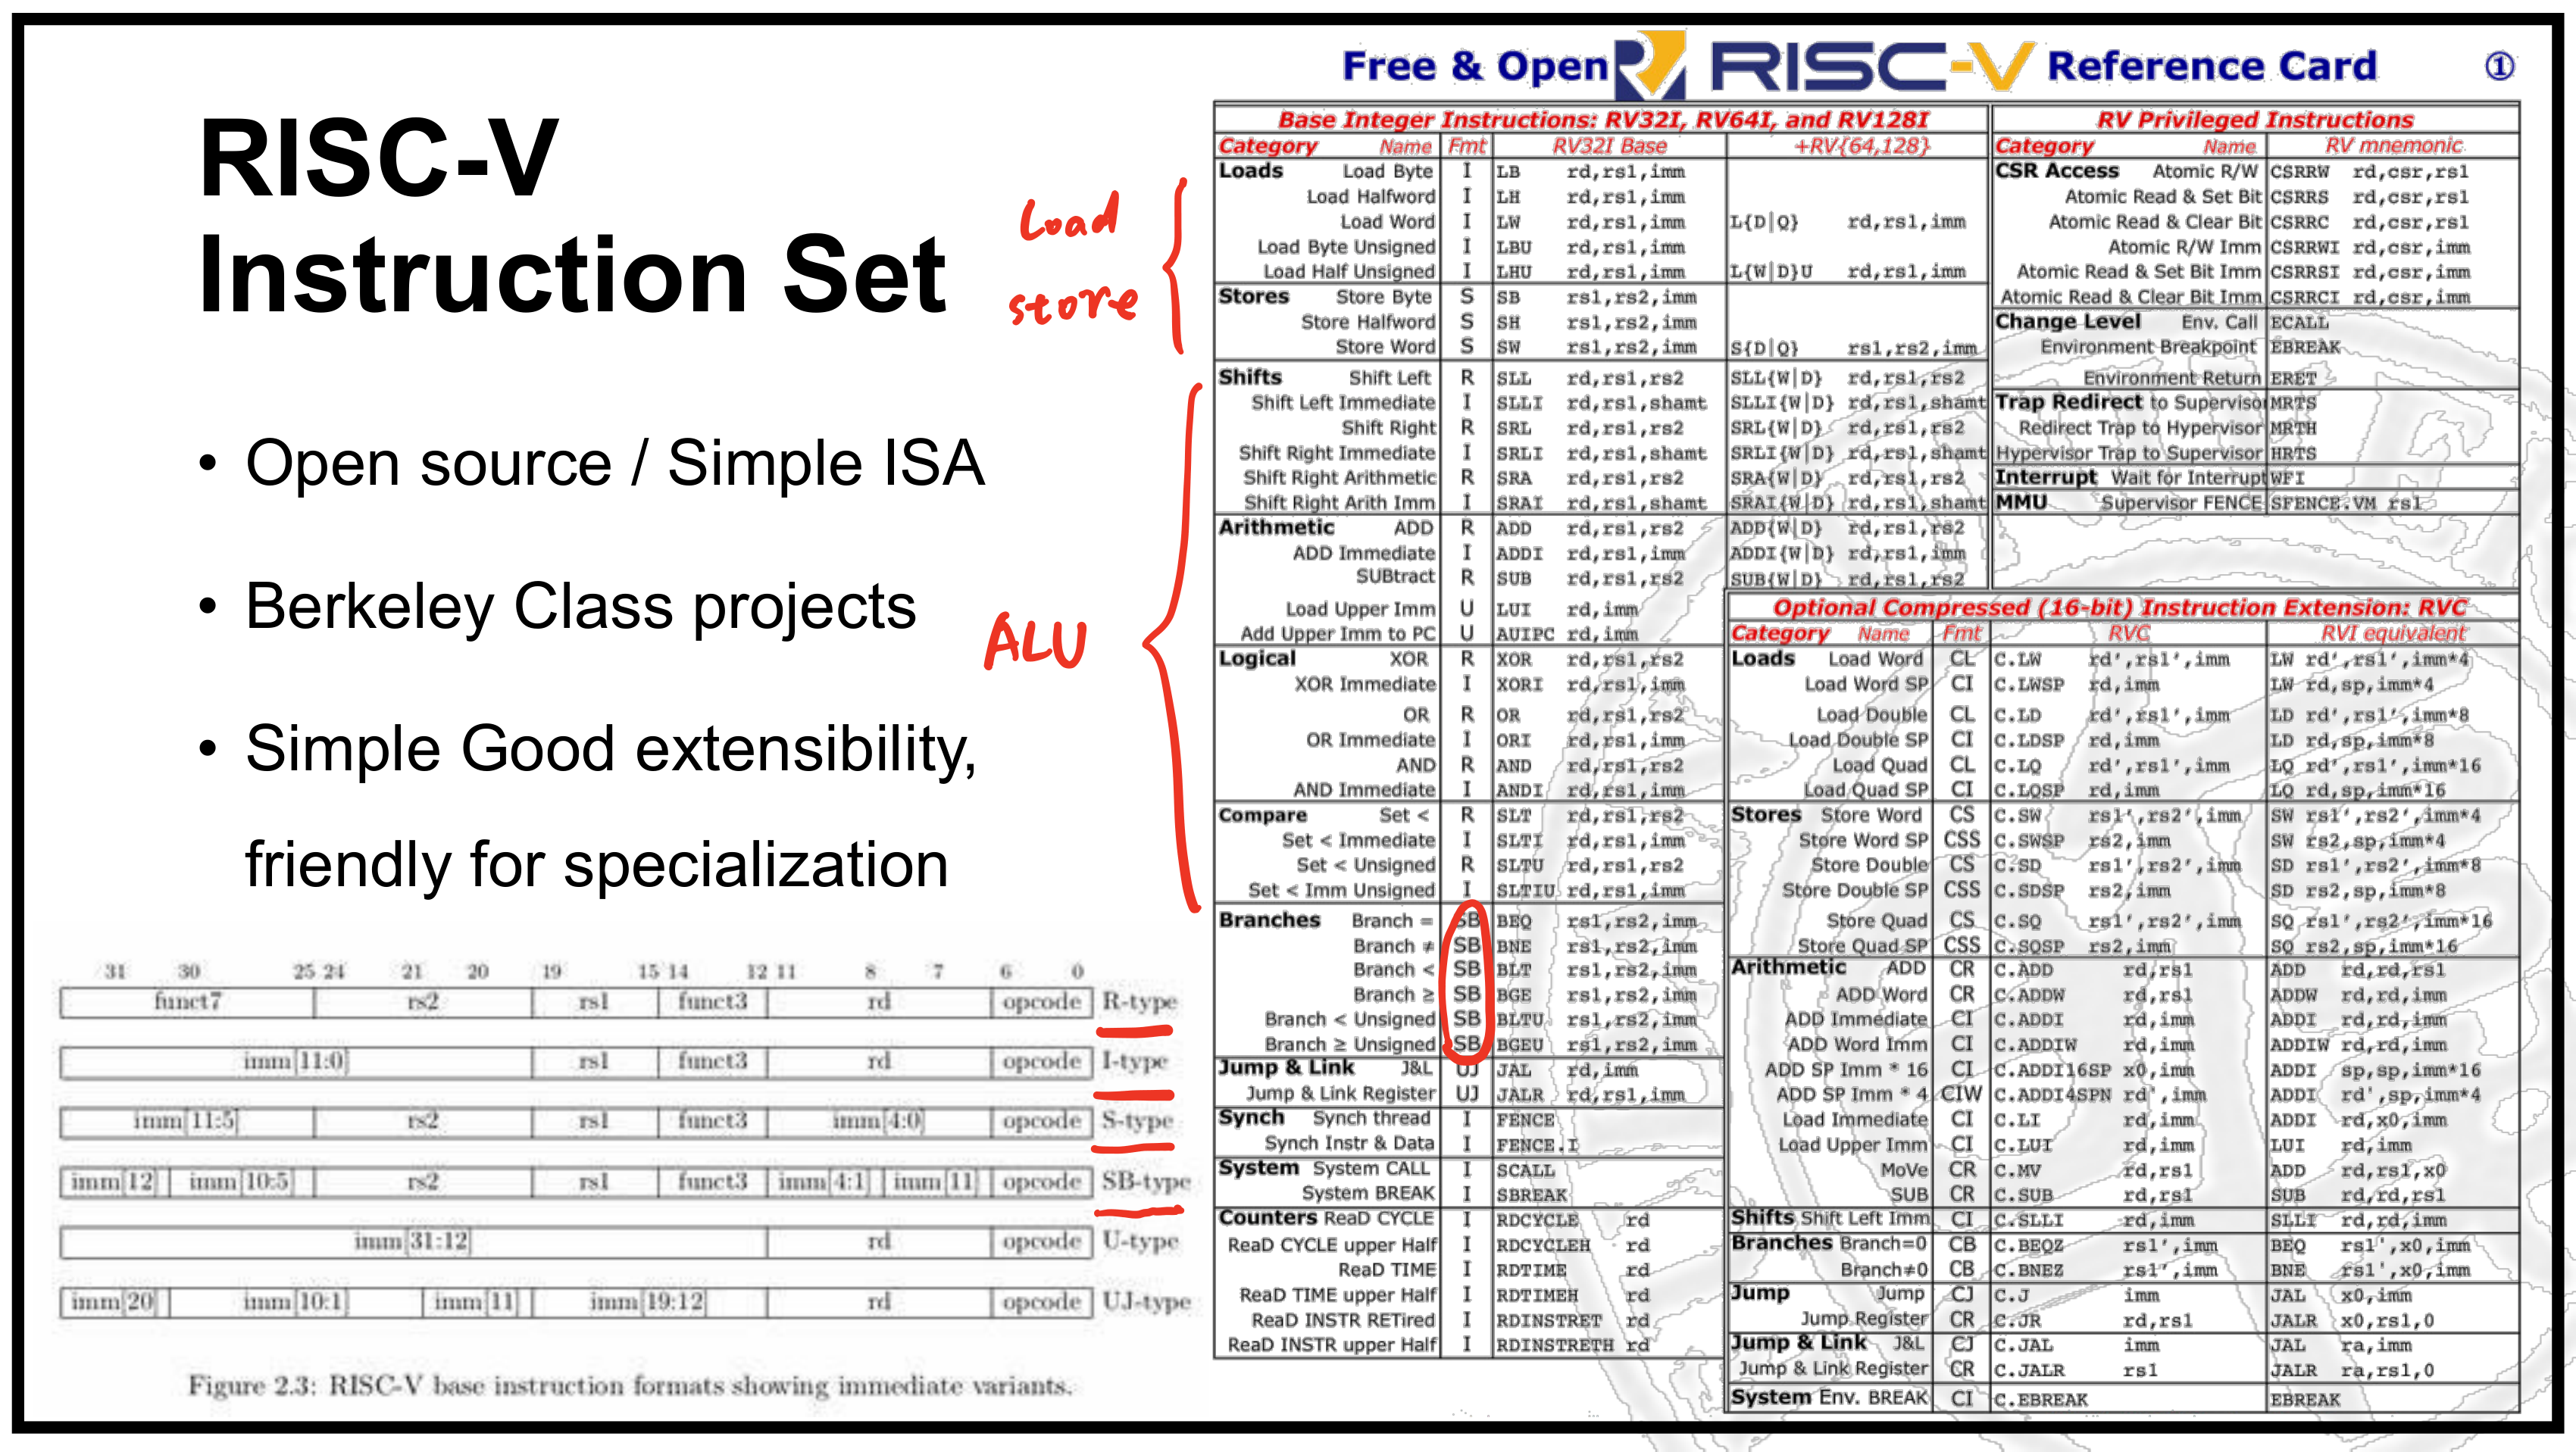 RISC-V
Instruction Set
• Open source / Simple ISA
• Berkeley Class projects
• Simple Good extensibility,
friendly for specialization
Load
store
ALU
31 30 25 24 21 20 19 15 14 12 11 8 7 6 0
funct7 rs2 rs1 funct3 rd opcode R-type
imm[11:0] rs1 funct3 rd opcode I-type
imm[11:5] rs2 rs1 funct3 imm[4:0] opcode S-type
imm[12] imm[10:5] rs2 rs1 funct3 imm[4:1] imm[11] opcode SB-type
imm[31:12] rd opcode U-type
imm[20] imm[10:1] imm[11] imm[19:12] rd opcode UJ-type
Figure 2.3: RISC-V base instruction formats showing immediate variants.
Free & Open RISC-V Reference Card ①
Base Integer Instructions: RV32I, RV64I, and RV128I
Category Name Fmt RV32I Base +RV{64,128}
Loads Load Byte I LB rd,rs1,imm
Load Halfword I LH rd,rs1,imm
Load Word I LW rd,rs1,imm L{D|Q} rd,rs1,imm
Load Byte Unsigned I LBU rd,rs1,imm
Load Half Unsigned I LHU rd,rs1,imm L{W|D}U rd,rs1,imm
Stores Store Byte S SB rs1,rs2,imm
Store Halfword S SH rs1,rs2,imm
Store Word S SW rs1,rs2,imm S{D|Q} rs1,rs2,imm
Shifts Shift Left R SLL rd,rs1,rs2 SLL{W|D} rd,rs1,rs2
Shift Left Immediate I SLLI rd,rs1,shamt SLLI{W|D} rd,rs1,shamt
Shift Right R SRL rd,rs1,rs2 SRL{W|D} rd,rs1,rs2
Shift Right Immediate I SRLI rd,rs1,shamt SRLI{W|D} rd,rs1,shamt
Shift Right Arithmetic R SRA rd,rs1,rs2 SRA{W|D} rd,rs1,rs2
Shift Right Arith Imm I SRAI rd,rs1,shamt SRAI{W|D} rd,rs1,shamt
Arithmetic ADD R ADD rd,rs1,rs2 ADD{W|D} rd,rs1,rs2
ADD Immediate I ADDI rd,rs1,imm ADDI{W|D} rd,rs1,imm
SUBtract R SUB rd,rs1,rs2 SUB{W|D} rd,rs1,rs2
Load Upper Imm U LUI rd,imm
Add Upper Imm to PC U AUIPC rd,imm
Logical XOR R XOR rd,rs1,rs2
XOR Immediate I XORI rd,rs1,imm
OR R OR rd,rs1,rs2
OR Immediate I ORI rd,rs1,imm
AND R AND rd,rs1,rs2
AND Immediate I ANDI rd,rs1,imm
Compare Set < R SLT rd,rs1,rs2
Set < Immediate I SLTI rd,rs1,imm
Set < Unsigned R SLTU rd,rs1,rs2
Set < Imm Unsigned I SLTIU rd,rs1,imm
Branches Branch = SB BEQ rs1,rs2,imm
Branch ≠ SB BNE rs1,rs2,imm
Branch < SB BLT rs1,rs2,imm
Branch ≥ SB BGE rs1,rs2,imm
Branch < Unsigned SB BLTU rs1,rs2,imm
Branch ≥ Unsigned SB BGEU rs1,rs2,imm
Jump & Link J&L UJ JAL rd,imm
Jump & Link Register UJ JALR rd,rs1,imm
Synch Synch thread I FENCE
Synch Instr & Data I FENCE.I
System System CALL I SCALL
System BREAK I SBREAK
Counters ReaD CYCLE I RDCYCLE rd
ReaD CYCLE upper Half I RDCYCLEH rd
ReaD TIME I RDTIME rd
ReaD TIME upper Half I RDTIMEH rd
ReaD INSTR RETired I RDINSTRET rd
ReaD INSTR upper Half I RDINSTRETH rd
RV Privileged Instructions
Category Name RV mnemonic
CSR Access Atomic R/W CSRRW rd,csr,rs1
Atomic Read & Set Bit CSRRS rd,csr,rs1
Atomic Read & Clear Bit CSRRC rd,csr,rs1
Atomic R/W Imm CSRRWI rd,csr,imm
Atomic Read & Set Bit Imm CSRRSI rd,csr,imm
Atomic Read & Clear Bit Imm CSRRCI rd,csr,imm
Change Level Env. Call ECALL
Environment Breakpoint EBREAK
Environment Return ERET
Trap Redirect to Superviso MRTS
Redirect Trap to Hypervisor MRTH
Hypervisor Trap to Supervisor HRTS
Interrupt Wait for Interrupt WFI
MMU Supervisor FENCE SFENCE.VM rs1
Optional Compressed (16-bit) Instruction Extension: RVC
Category Name Fmt RVC RVI equivalent
Loads Load Word CL C.LW rd′,rs1′,imm LW rd′,rs1′,imm*4
Load Word SP CI C.LWSP rd,imm LW rd,sp,imm*4
Load Double CL C.LD rd′,rs1′,imm LD rd′,rs1′,imm*8
Load Double SP CI C.LDSP rd,imm LD rd,sp,imm*8
Load Quad CL C.LQ rd′,rs1′,imm LQ rd′,rs1′,imm*16
Load Quad SP CI C.LQSP rd,imm LQ rd,sp,imm*16
Stores Store Word CS C.SW rs1′,rs2′,imm SW rs1′,rs2′,imm*4
Store Word SP CSS C.SWSP rs2,imm SW rs2,sp,imm*4
Store Double CS C.SD rs1′,rs2′,imm SD rs1′,rs2′,imm*8
Store Double SP CSS C.SDSP rs2,imm SD rs2,sp,imm*8
Store Quad CS C.SQ rs1′,rs2′,imm SQ rs1′,rs2′,imm*16
Store Quad SP CSS C.SQSP rs2,imm SQ rs2,sp,imm*16
Arithmetic ADD CR C.ADD rd,rs1 ADD rd,rd,rs1
ADD Word CR C.ADDW rd,rs1 ADDW rd,rd,imm
ADD Immediate CI C.ADDI rd,imm ADDI rd,rd,imm
ADD Word Imm CI C.ADDIW rd,imm ADDIW rd,rd,imm
ADD SP Imm * 16 CI C.ADDI16SP x0,imm ADDI sp,sp,imm*16
ADD SP Imm * 4 CIW C.ADDI4SPN rd',imm ADDI rd',sp,imm*4
Load Immediate CI C.LI rd,imm ADDI rd,x0,imm
Load Upper Imm CI C.LUI rd,imm LUI rd,imm
MoVe CR C.MV rd,rs1 ADD rd,rs1,x0
SUB CR C.SUB rd,rs1 SUB rd,rd,rs1
Shifts Shift Left Imm CI C.SLLI rd,imm SLLI rd,rd,imm
Branches Branch=0 CB C.BEQZ rs1′,imm BEQ rs1',x0,imm
Branch≠0 CB C.BNEZ rs1′,imm BNE rs1',x0,imm
Jump Jump CJ C.J imm JAL x0,imm
Jump Register CR C.JR rd,rs1 JALR x0,rs1,0
Jump & Link J&L CJ C.JAL imm JAL ra,imm
Jump & Link Register CR C.JALR rs1 JALR ra,rs1,0
System Env. BREAK CI C.EBREAK EBREAK